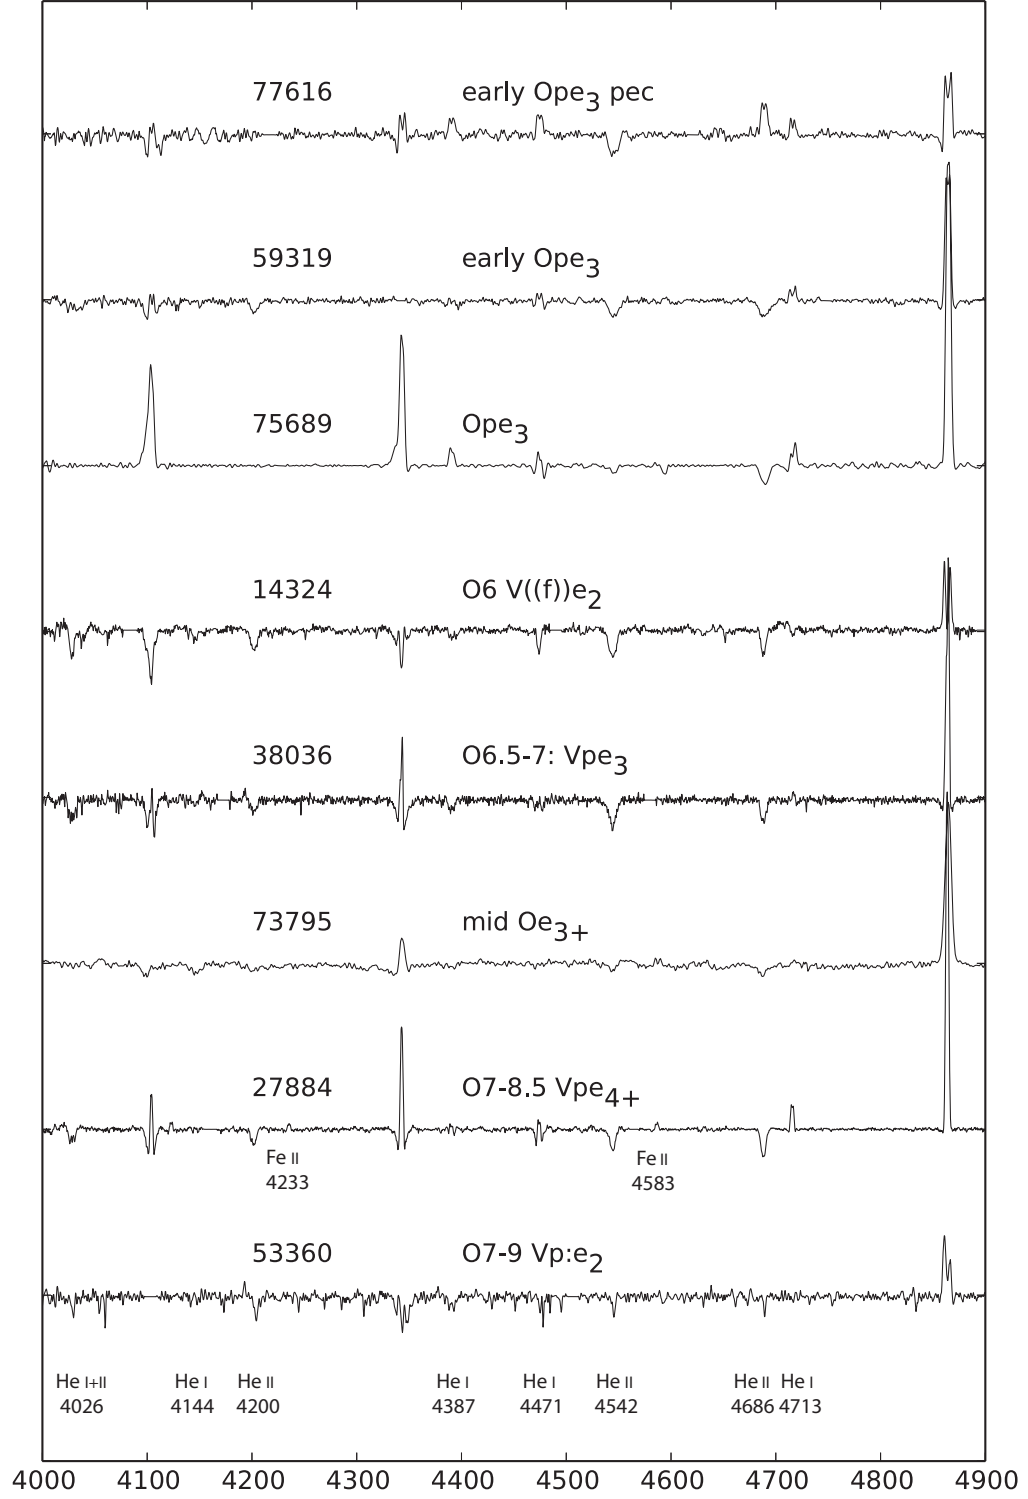 77616 early Ope3 pec
59319 early Ope3
75689 Ope3
14324 O6 V((f))e2
38036 O6.5-7: Vpe3
73795 mid Oe3+
27884 O7-8.5 Vpe4+
Fe II Fe II
4233 4583
53360 O7-9 Vp:e2
He I+II He I He II He I He I He II He II He I
4026 4144 4200 4387 4471 4542 4686 4713
4000 4100 4200 4300 4400 4500 4600 4700 4800 4900